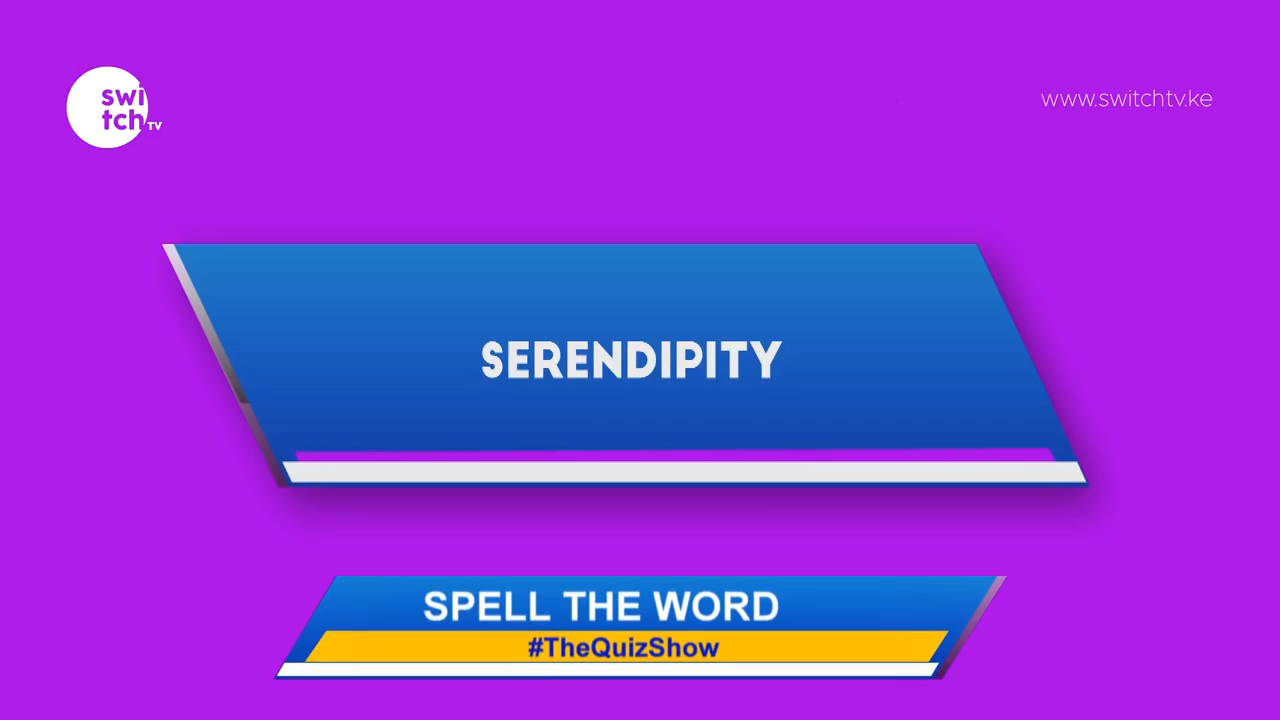 swi
tch TV
www.switchtv.ke
SERENDIPITY
SPELL THE WORD
#TheQuizShow